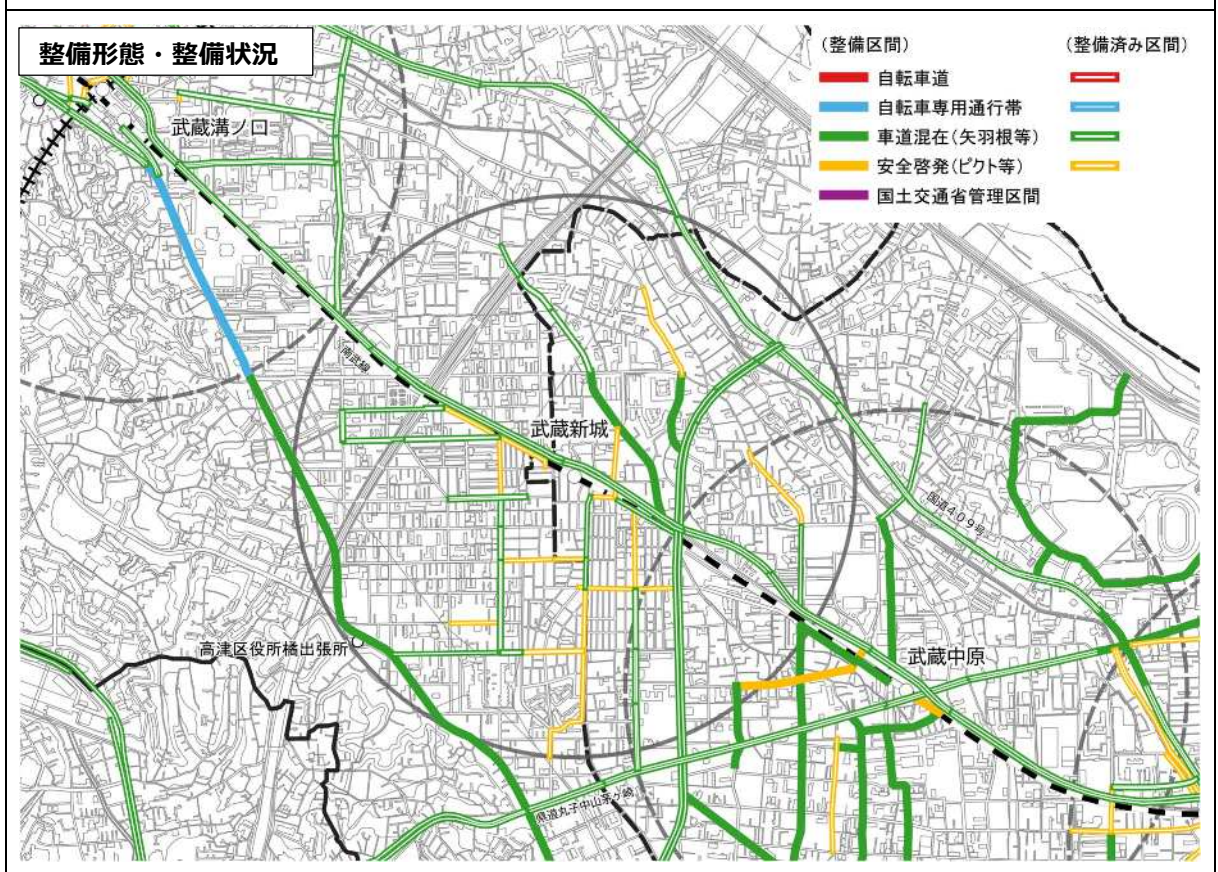 整備形態・整備状況
(整備区間)
(整備済み区間)
自転車道
自転車専用通行帯
車道混在(矢羽根等)
安全啓発(ピクト等)
国土交通省管理区間
武蔵溝ノ口
南武線
武蔵新城
国道409号
高津区役所橘出張所
武蔵中原
県道丸子中山茅ヶ崎